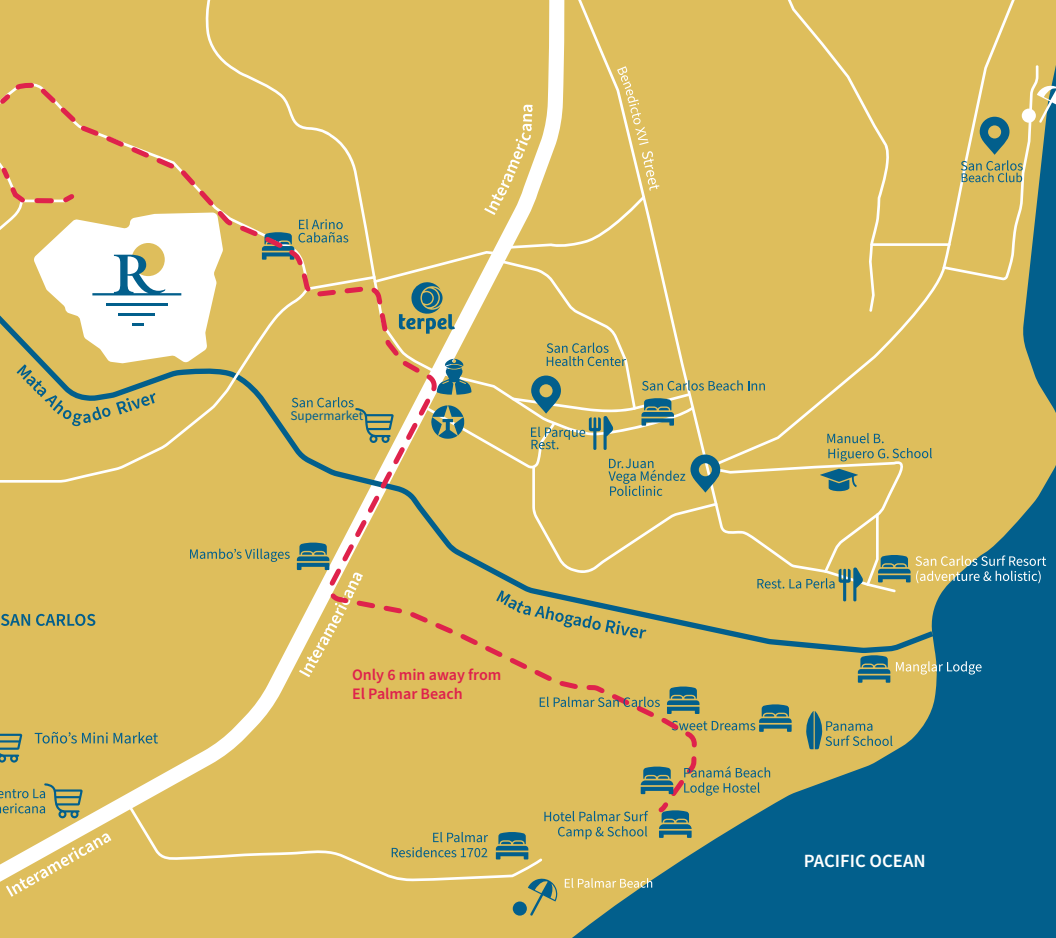 Benedicto XVI Street
Interamericana
San Carlos
Beach Club
El Arino
Cabañas
R
terpel
San Carlos
Health Center
San Carlos Beach Inn
Mata Ahogado River
San Carlos
Supermarket
T
El Parque
Rest.
Dr.Juan
Vega Méndez
Policlinic
Manuel B.
Higuero G. School
Mambo's Villages
San Carlos Surf Resort
(adventure & holistic)
Rest. La Perla
Interamericana
Mata Ahogado River
SAN CARLOS
Manglar Lodge
Only 6 min away from
El Palmar Beach
El Palmar San Carlos
Sweet Dreams
Panama
Surf School
Toño's Mini Market
Panamá Beach
Lodge Hostel
entro La
ericana
Hotel Palmar Surf
Camp & School
El Palmar
Residences 1702
Interamericana
PACIFIC OCEAN
El Palmar Beach